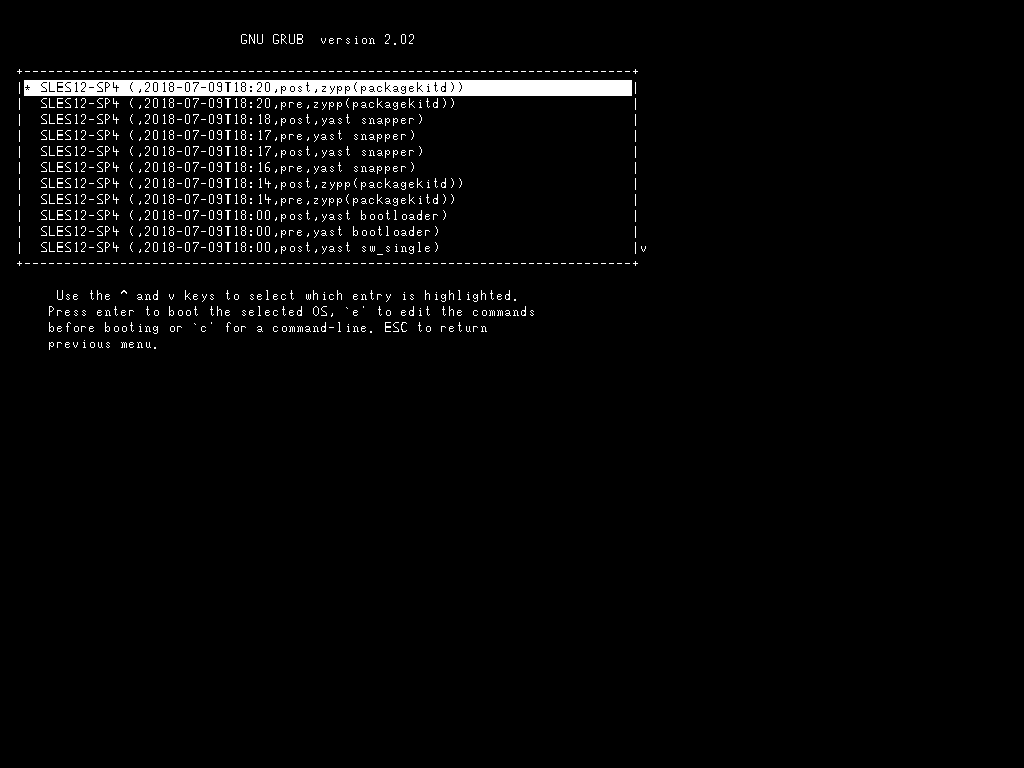 GNU GRUB  version 2.02
+----------------------------------------------------------------------------+
|* SLES12-SP4 (,2018-07-09T18:20,post,zypp(packagekitd))                     |
|  SLES12-SP4 (,2018-07-09T18:20,pre,zypp(packagekitd))                      |
|  SLES12-SP4 (,2018-07-09T18:18,post,yast snapper)                          |
|  SLES12-SP4 (,2018-07-09T18:17,pre,yast snapper)                           |
|  SLES12-SP4 (,2018-07-09T18:17,post,yast snapper)                          |
|  SLES12-SP4 (,2018-07-09T18:16,pre,yast snapper)                           |
|  SLES12-SP4 (,2018-07-09T18:14,post,zypp(packagekitd))                     |
|  SLES12-SP4 (,2018-07-09T18:14,pre,zypp(packagekitd))                      |
|  SLES12-SP4 (,2018-07-09T18:00,post,yast bootloader)                       |
|  SLES12-SP4 (,2018-07-09T18:00,pre,yast bootloader)                        |
|  SLES12-SP4 (,2018-07-09T18:00,post,yast sw_single)                        |v
+----------------------------------------------------------------------------+
Use the ^ and v keys to select which entry is highlighted.
Press enter to boot the selected OS, `e' to edit the commands
before booting or `c' for a command-line. ESC to return
previous menu.